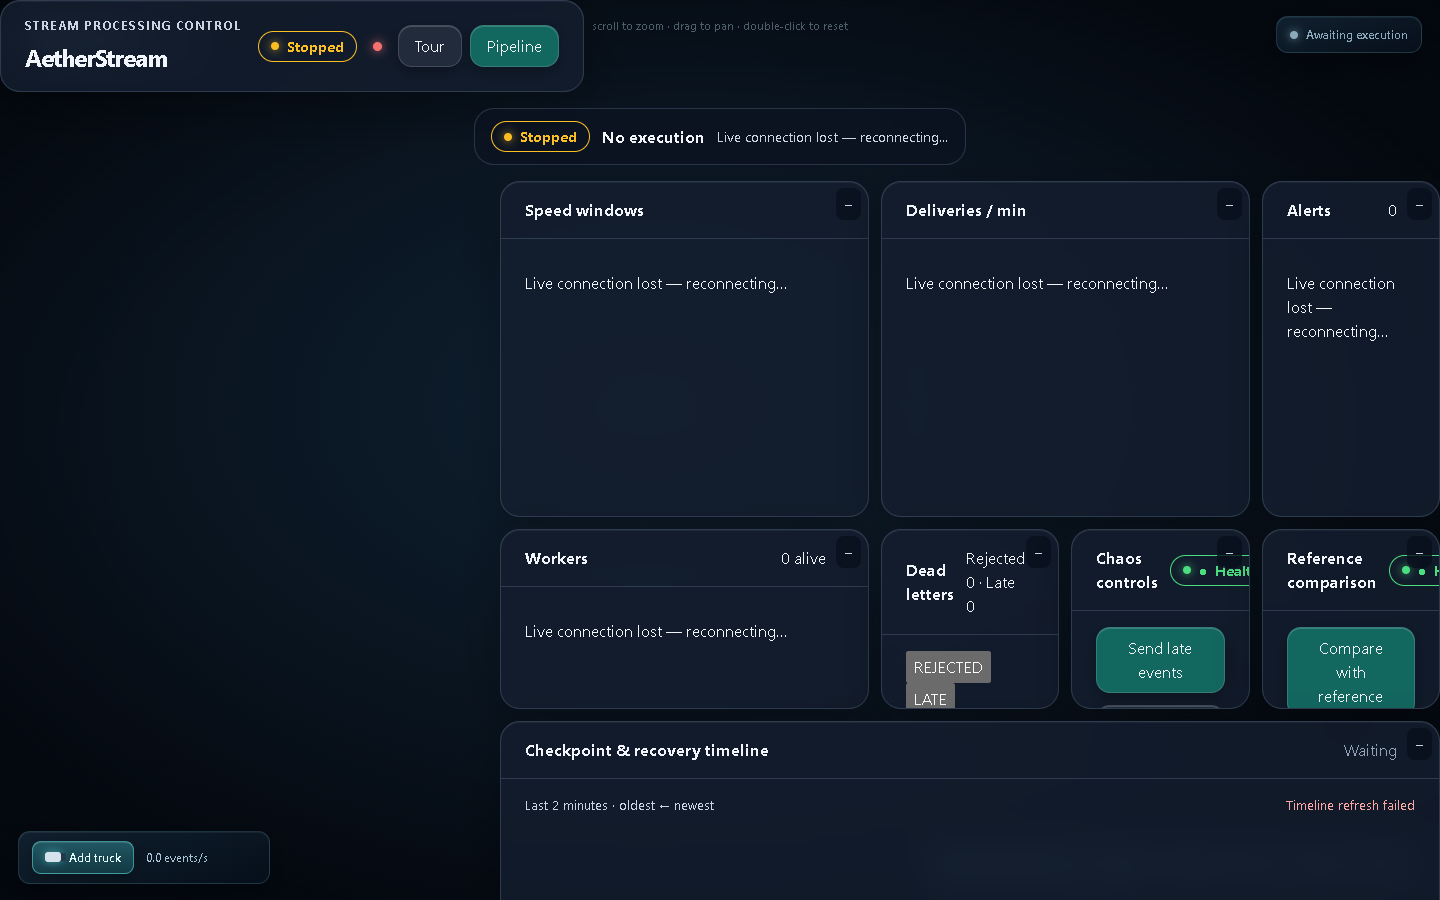 STREAM PROCESSING CONTROL
AetherStream
Stopped
Tour
Pipeline
scroll to zoom · drag to pan · double-click to reset
Awaiting execution
Stopped
No execution
Live connection lost — reconnecting...
Speed windows
–
Live connection lost — reconnecting...
Deliveries / min
–
Live connection lost — reconnecting...
Alerts
0
–
Live connection
lost —
reconnecting...
Workers
0 alive
–
Live connection lost — reconnecting...
Dead
letters
Rejected
0 · Late
0
–
REJECTED
LATE
Chaos
controls
–
Send late
events
Reference
comparison
–
Compare
with
reference
Checkpoint & recovery timeline
Waiting
–
Last 2 minutes · oldest ← newest
Timeline refresh failed
Add truck
0.0 events/s